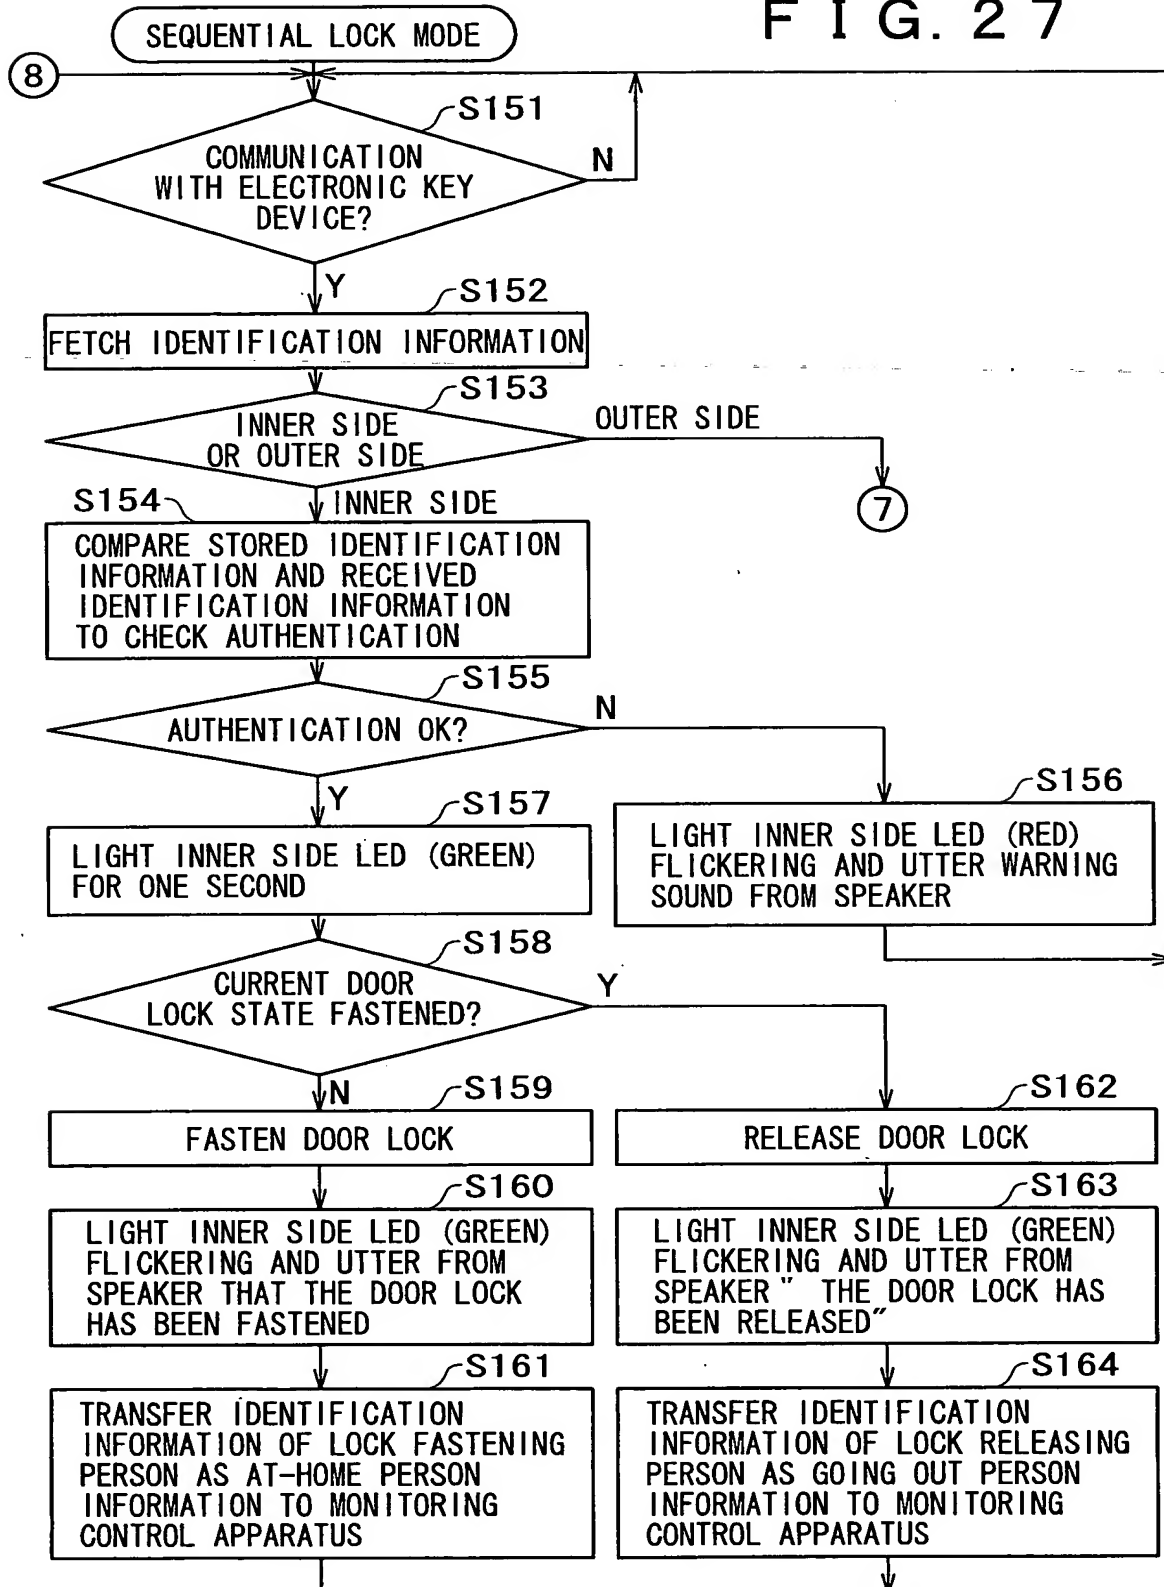 FIG. 27
SEQUENTIAL LOCK MODE
8
S151
COMMUNICATION
WITH ELECTRONIC KEY
DEVICE?
N
Y
S152
FETCH IDENTIFICATION INFORMATION
S153
INNER SIDE
OR OUTER SIDE
OUTER SIDE
7
INNER SIDE
S154
COMPARE STORED IDENTIFICATION
INFORMATION AND RECEIVED
IDENTIFICATION INFORMATION
TO CHECK AUTHENTICATION
S155
AUTHENTICATION OK?
N
Y
S156
LIGHT INNER SIDE LED (RED)
FLICKERING AND UTTER WARNING
SOUND FROM SPEAKER
S157
LIGHT INNER SIDE LED (GREEN)
FOR ONE SECOND
S158
CURRENT DOOR
LOCK STATE FASTENED?
Y
N
S159
FASTEN DOOR LOCK
S160
LIGHT INNER SIDE LED (GREEN)
FLICKERING AND UTTER FROM
SPEAKER THAT THE DOOR LOCK
HAS BEEN FASTENED
S161
TRANSFER IDENTIFICATION
INFORMATION OF LOCK FASTENING
PERSON AS AT-HOME PERSON
INFORMATION TO MONITORING
CONTROL APPARATUS
S162
RELEASE DOOR LOCK
S163
LIGHT INNER SIDE LED (GREEN)
FLICKERING AND UTTER FROM
SPEAKER " THE DOOR LOCK HAS
BEEN RELEASED"
S164
TRANSFER IDENTIFICATION
INFORMATION OF LOCK RELEASING
PERSON AS GOING OUT PERSON
INFORMATION TO MONITORING
CONTROL APPARATUS